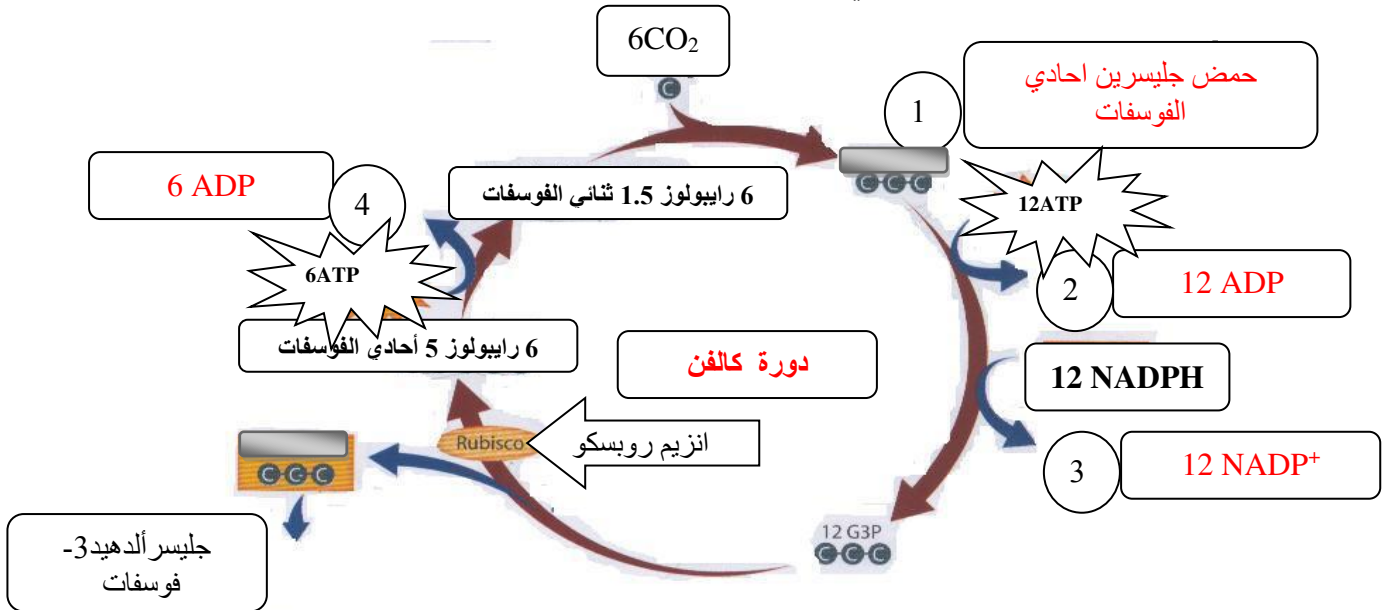 6CO₂
C
1
حمض جليسرين احادي
الفوسفات
6 ADP
4
6 رايبولوز 1.5 ثنائي الفوسفات
12ATP
6ATP
2
12 ADP
6 رايبولوز 5 أحادي الفوسفات
دورة كالفن
12 NADPH
Rubisco
انزيم روبسكو
3
12 NADP⁺
C C C
C C C
جليسرألدهيد3-
فوسفات
12 G3P
C C C